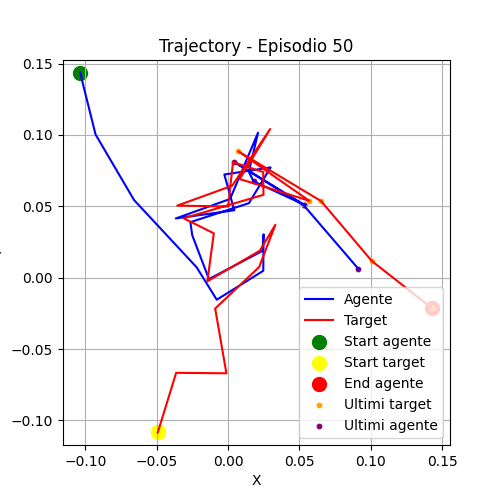 Trajectory - Episodio 50
0.15
0.10
0.05
0.00
−0.05
−0.10
−0.10
−0.05
0.00
0.05
0.10
0.15
X
Agente
Target
Start agente
Start target
End agente
Ultimi target
Ultimi agente